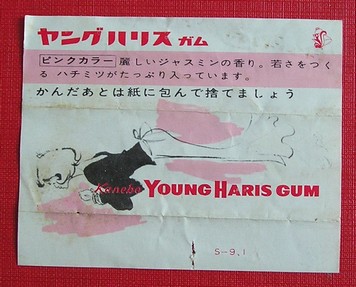 ヤングハリス ガム
ピンクカラー 麗しいジャスミンの香り。若さをつく
る ハチミツがたっぷり入っています。
かんだあとは紙に包んで捨てましょう
Kanebo YOUNG HARIS GUM
S-9.1